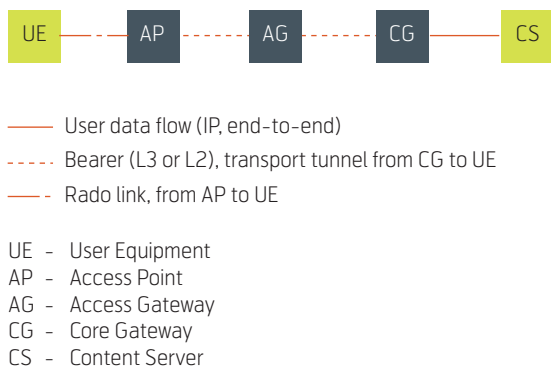 UE AP AG CG CS
User data flow (IP, end-to-end)
Bearer (L3 or L2), transport tunnel from CG to UE
Rado link, from AP to UE
UE - User Equipment
AP - Access Point
AG - Access Gateway
CG - Core Gateway
CS - Content Server